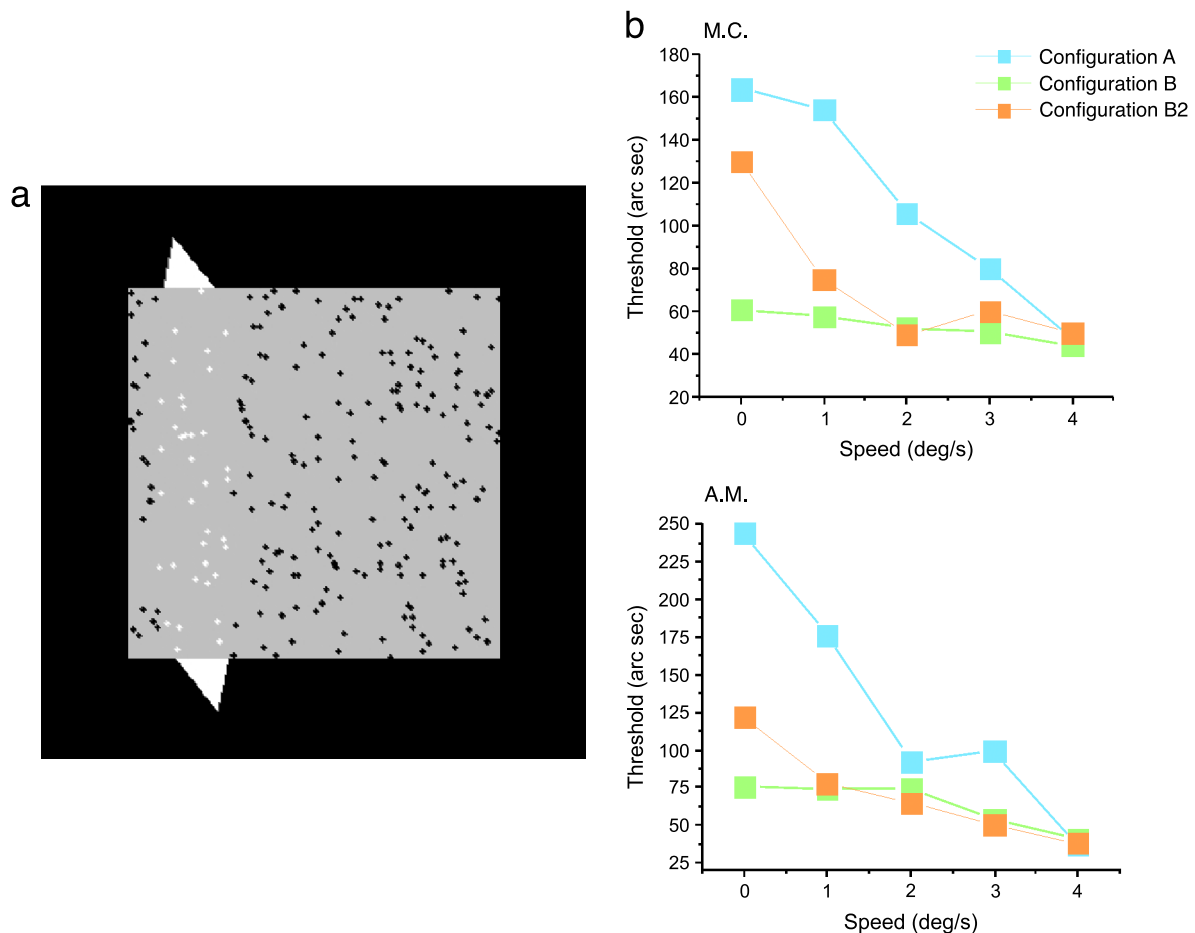 a
b
M.C.
Configuration A
Configuration B
Configuration B2
Threshold (arc sec)
180
160
140
120
100
80
60
40
20
0 1 2 3 4
Speed (deg/s)
A.M.
Threshold (arc sec)
250
225
200
175
150
125
100
75
50
25
0 1 2 3 4
Speed (deg/s)